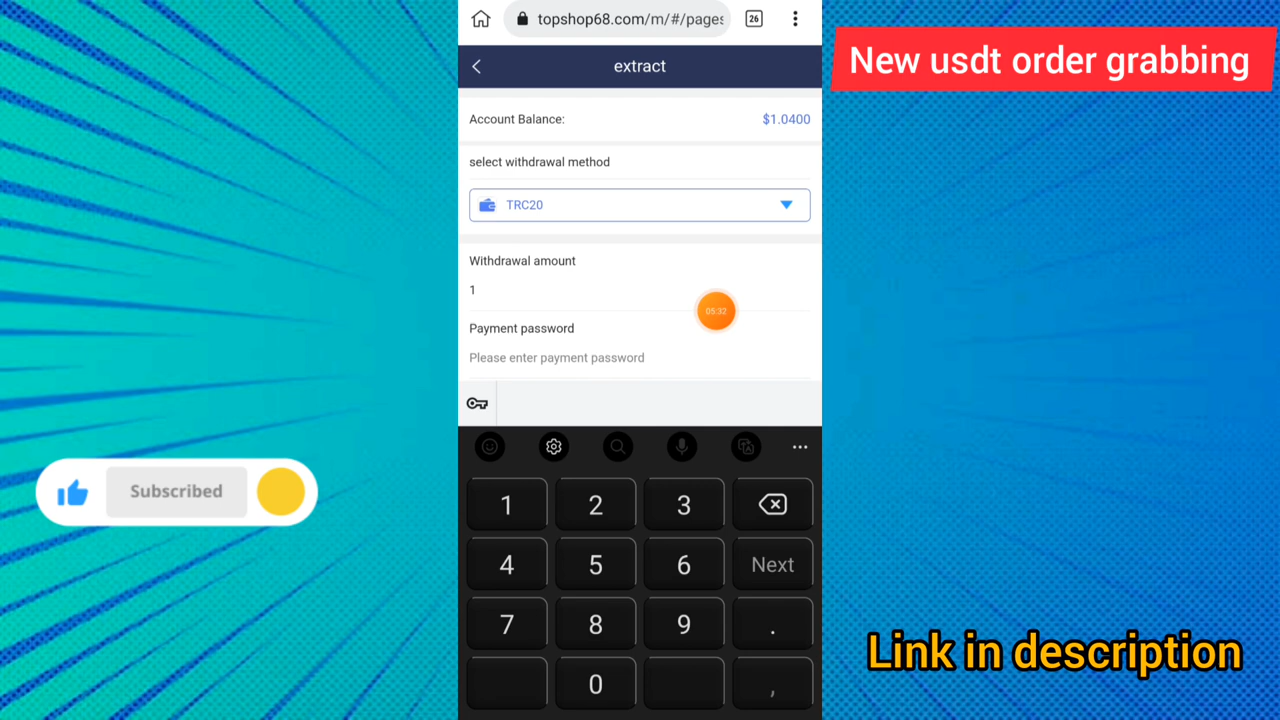 topshop68.com/m/#/pages
26
New usdt order grabbing
extract
Account Balance:
$1.0400
select withdrawal method
TRC20
Withdrawal amount
1
05:32
Payment password
Please enter payment password
Subscribed
1 2 3
4 5 6 Next
7 8 9 .
0 ,
Link in description